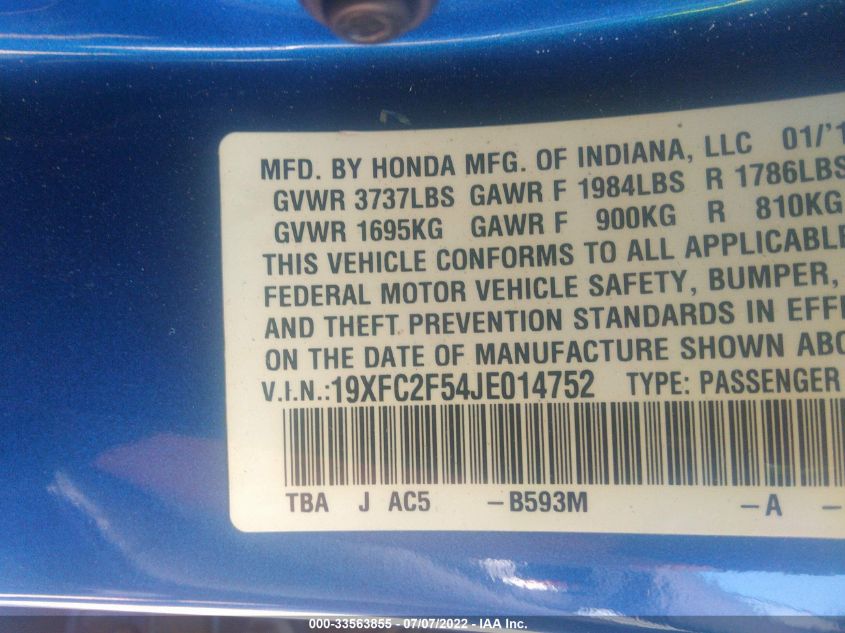 MFD. BY HONDA MFG. OF INDIANA, LLC 01/'1
GVWR 3737LBS GAWR F 1984LBS R 1786LBS
GVWR 1695KG GAWR F 900KG R 810KG
THIS VEHICLE CONFORMS TO ALL APPLICABLE
FEDERAL MOTOR VEHICLE SAFETY, BUMPER,
AND THEFT PREVENTION STANDARDS IN EFFE
ON THE DATE OF MANUFACTURE SHOWN ABO
V.I.N.:19XFC2F54JE014752 TYPE: PASSENGER
TBA J AC5 -B593M -A -
000-33563855 - 07/07/2022 - IAA Inc.